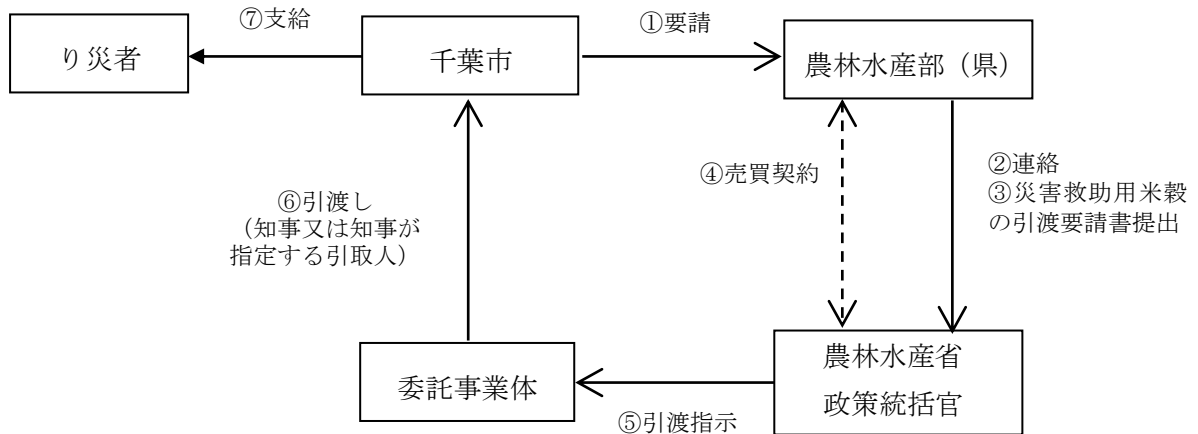 ⑦支給
①要請
り災者
千葉市
農林水産部（県）
④売買契約
②連絡
③災害救助用米穀
の引渡要請書提出
⑥引渡し
（知事又は知事が
指定する引取人）
委託事業体
農林水産省
政策統括官
⑤引渡指示